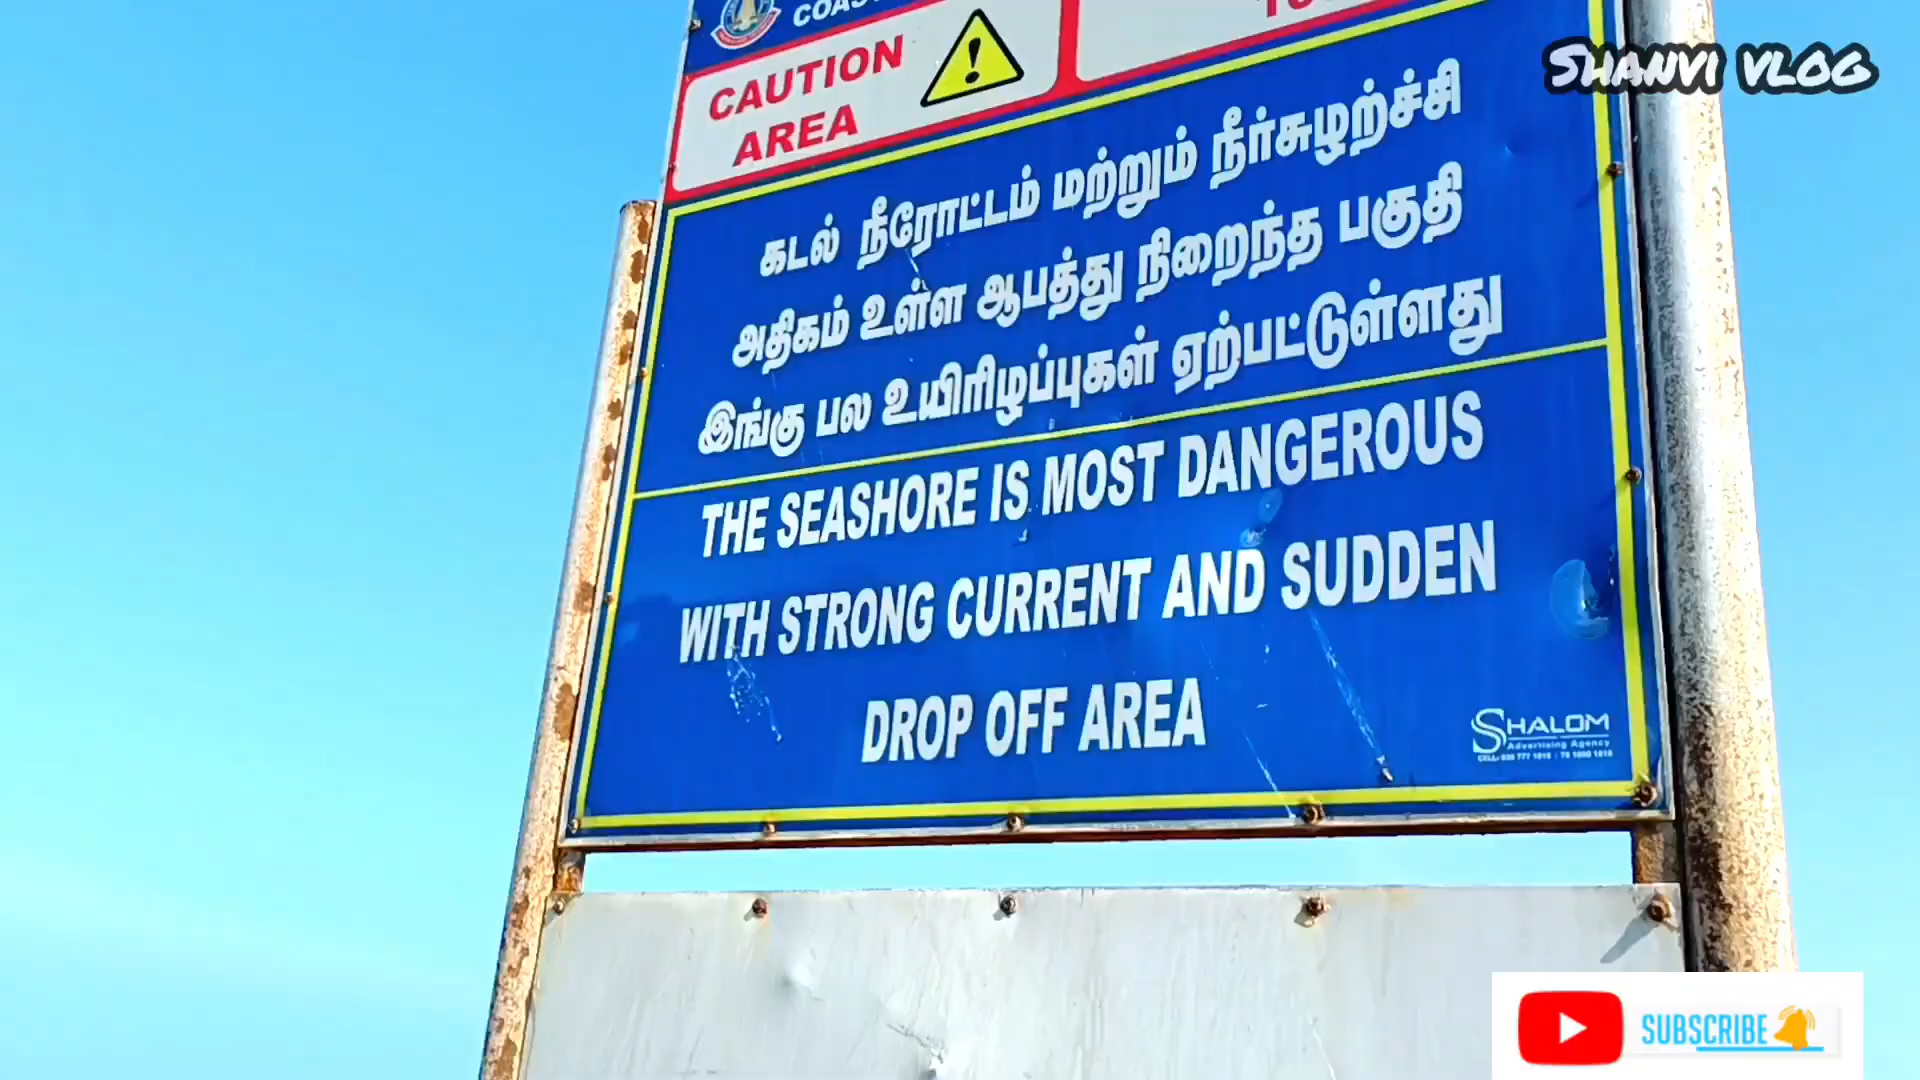 CAUTION
AREA
Shanvi vlog
கடல் நீரோட்டம் மற்றும் நீர்சுழற்ச்சி
அதிகம் உள்ள ஆபத்து நிறைந்த பகுதி
இங்கு பல உயிரிழப்புகள் ஏற்பட்டுள்ளது
THE SEASHORE IS MOST DANGEROUS
WITH STRONG CURRENT AND SUDDEN
DROP OFF AREA
SHALOM
Advertising Agency
SUBSCRIBE